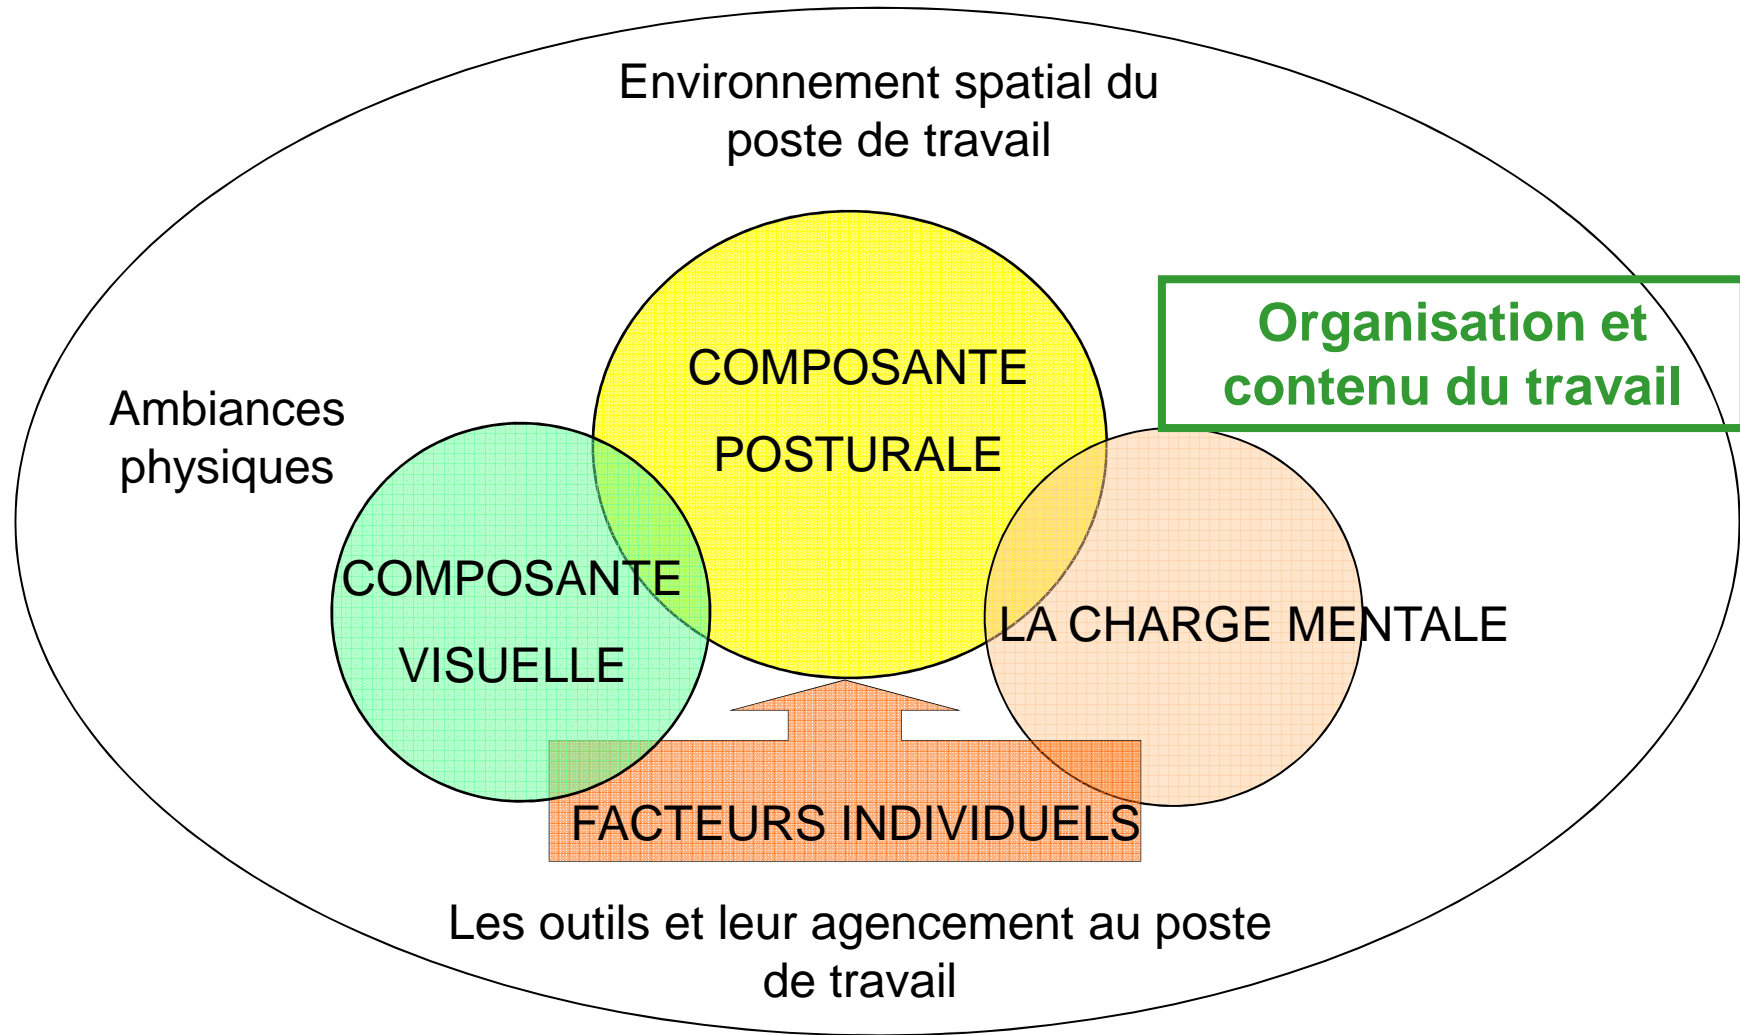 Environnement spatial du
poste de travail
Organisation et
contenu du travail
COMPOSANTE
POSTURALE
Ambiances
physiques
COMPOSANTE
VISUELLE
LA CHARGE MENTALE
FACTEURS INDIVIDUELS
Les outils et leur agencement au poste
de travail